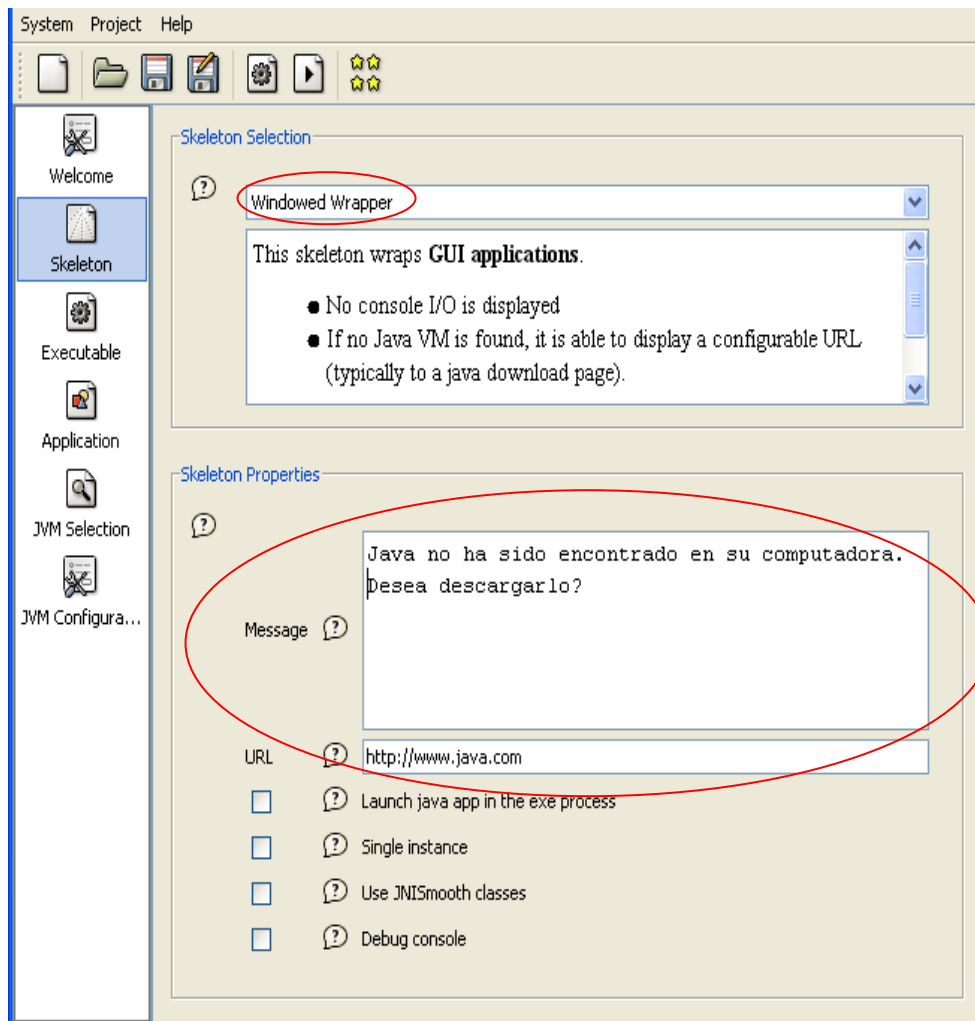 System Project Help
Welcome
Skeleton
Executable
Application
JVM Selection
JVM Configura...
Skeleton Selection
Windowed Wrapper
This skeleton wraps GUI applications.
● No console I/O is displayed
● If no Java VM is found, it is able to display a configurable URL
(typically to a java download page).
Skeleton Properties
Message
Java no ha sido encontrado en su computadora.
Desea descargarlo?
URL
http://www.java.com
Launch java app in the exe process
Single instance
Use JNISmooth classes
Debug console